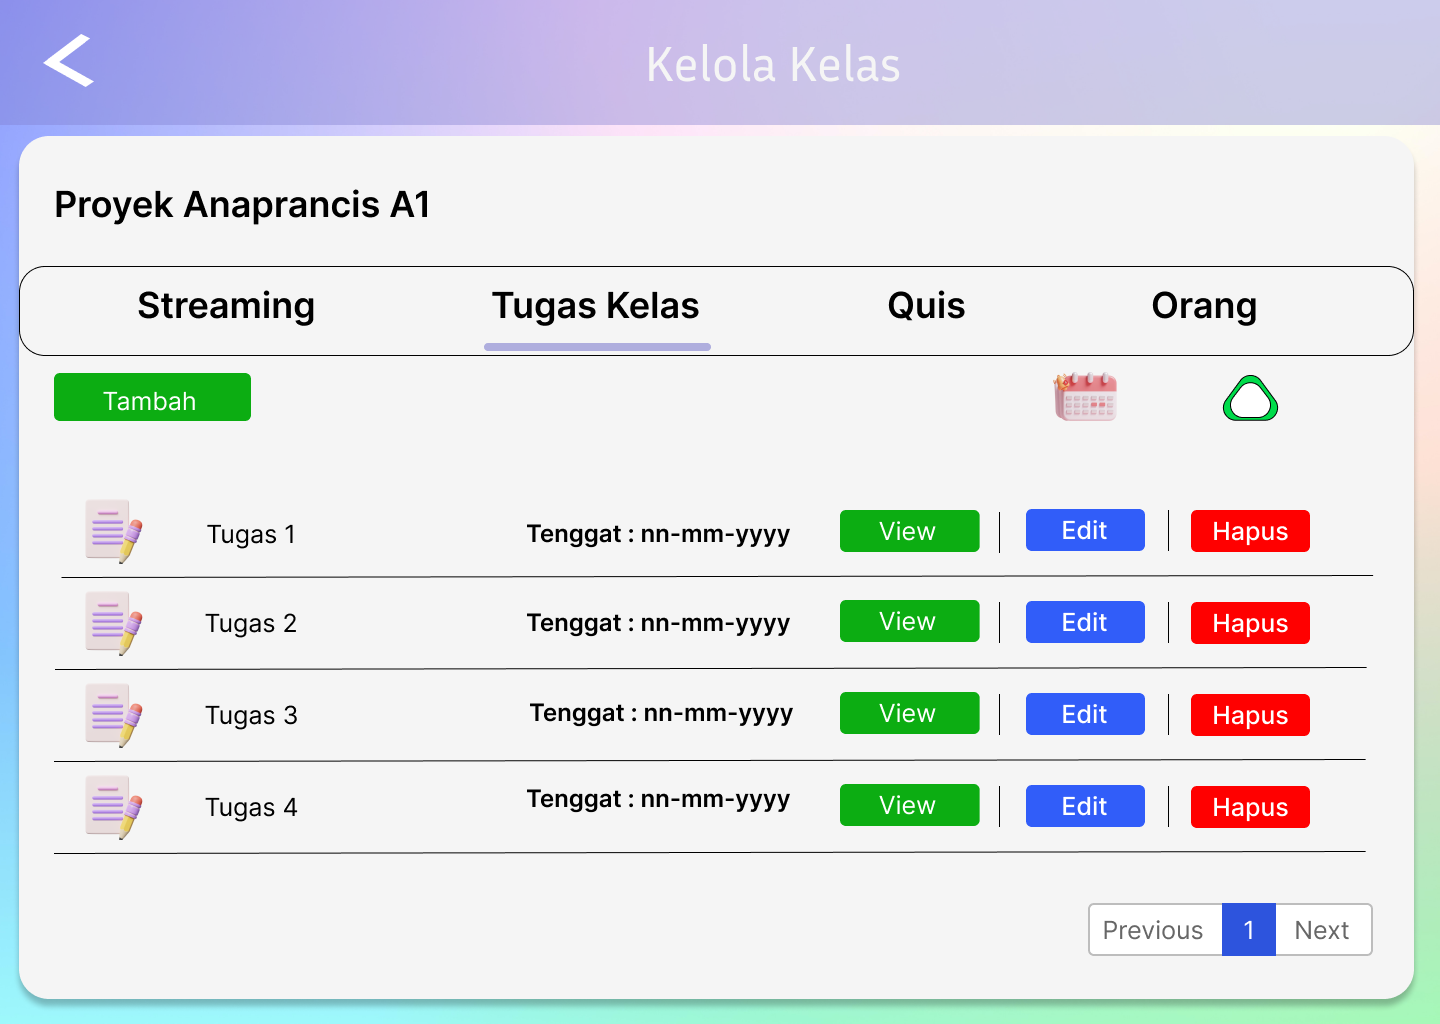 Kelola Kelas
Proyek Anaprancis A1
Streaming Tugas Kelas Quis Orang
Tambah
Tugas 1 Tenggat : nn-mm-yyyy View Edit Hapus
Tugas 2 Tenggat : nn-mm-yyyy View Edit Hapus
Tugas 3 Tenggat : nn-mm-yyyy View Edit Hapus
Tugas 4 Tenggat : nn-mm-yyyy View Edit Hapus
Previous 1 Next